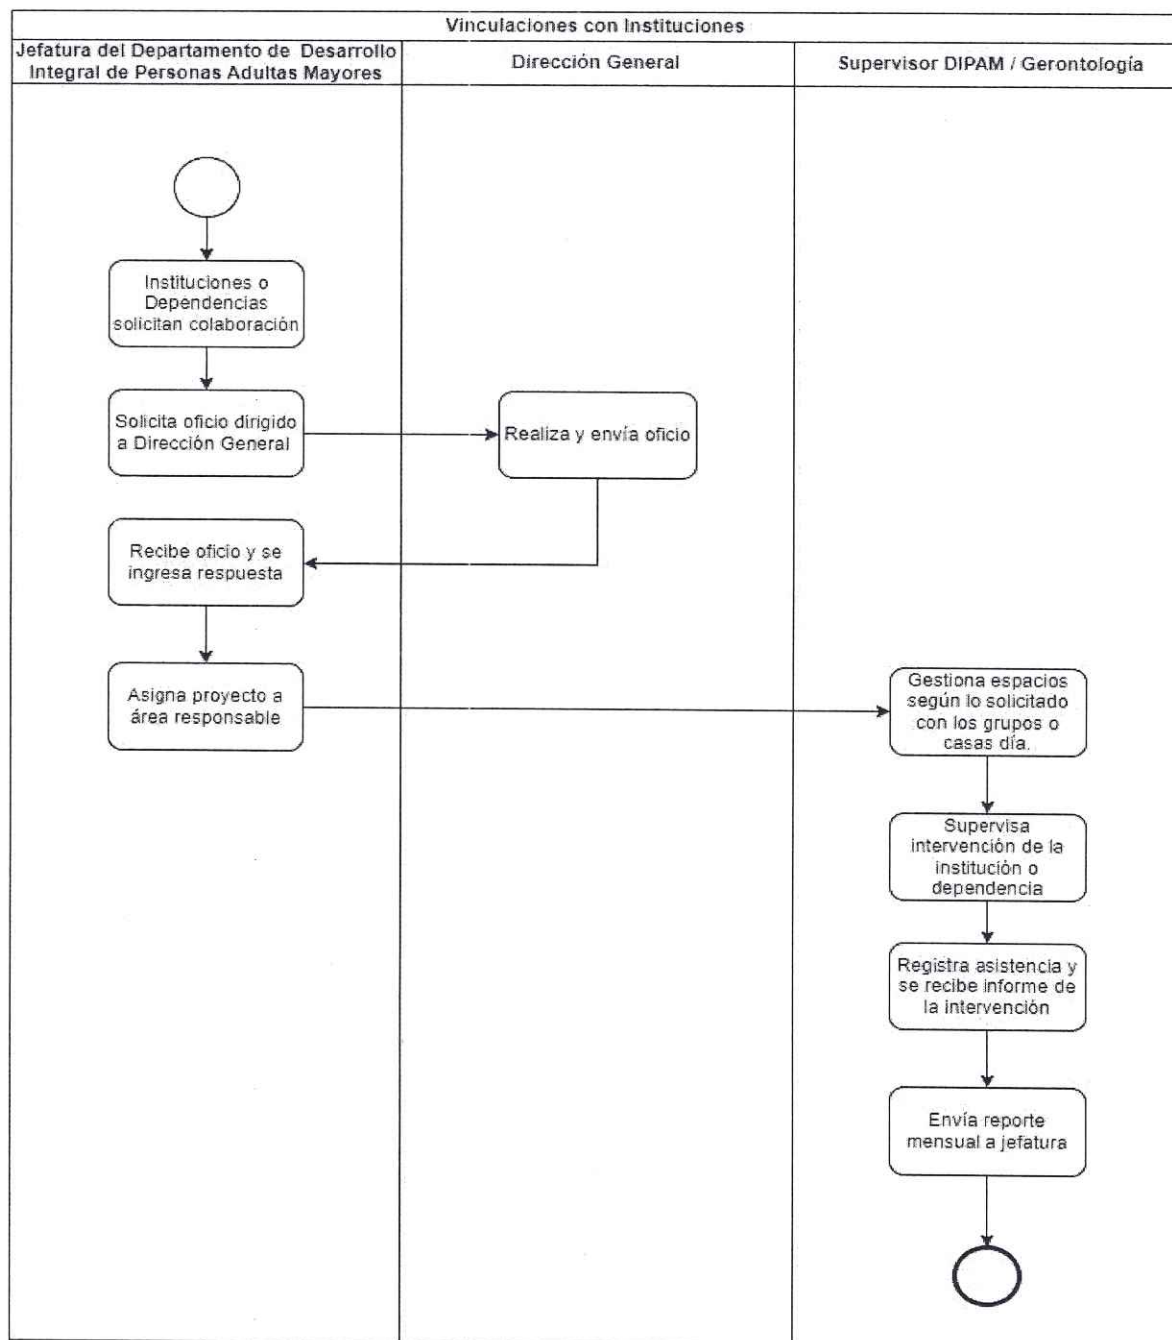 Vinculaciones con Instituciones
Jefatura del Departamento de Desarrollo
Integral de Personas Adultas Mayores
Dirección General
Supervisor DIPAM / Gerontología
Instituciones o
Dependencias
solicitan colaboración
Solicita oficio dirigido
a Dirección General
Realiza y envía oficio
Recibe oficio y se
ingresa respuesta
Asigna proyecto a
área responsable
Gestiona espacios
según lo solicitado
con los grupos o
casas día.
Supervisa
intervención de la
institución o
dependencia
Registra asistencia y
se recibe informe de
la intervención
Envía reporte
mensual a jefatura